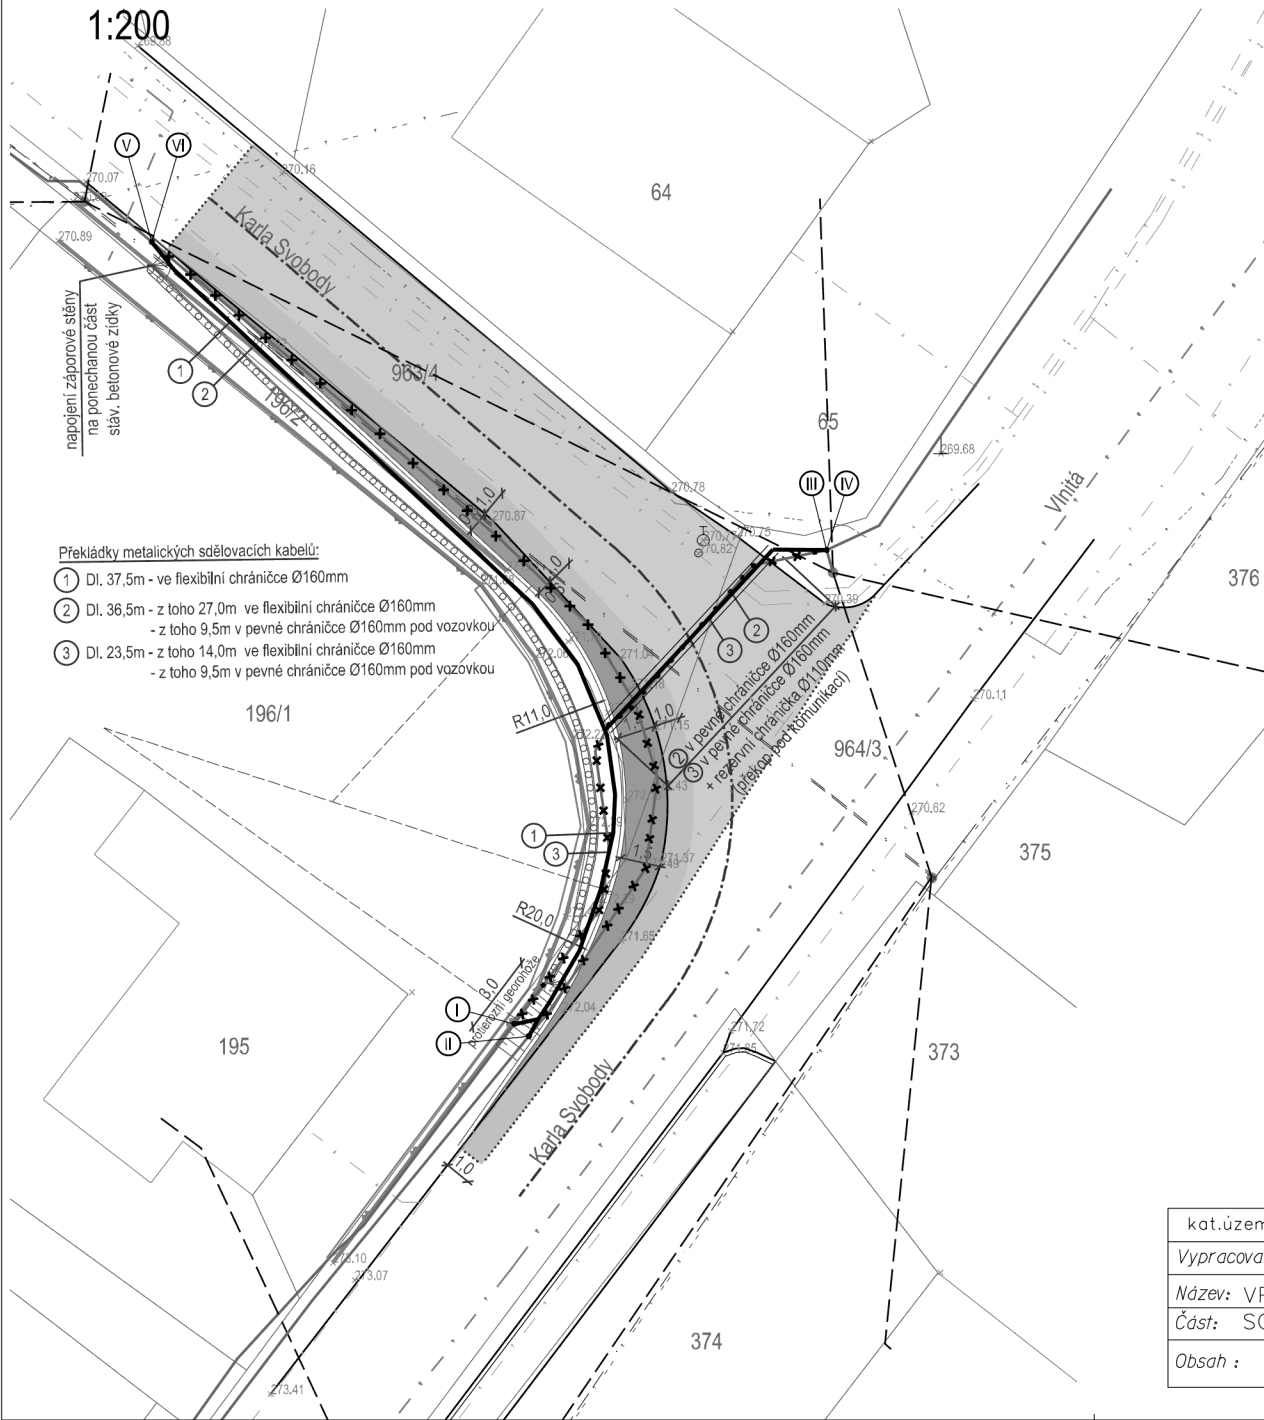 1:200
269.88
V
VI
270.16
270.07
270.89
64
Karla Svobody
napojení záporové stěny
na ponechanou část
stáv. betonové zídky
1
2
963/4
196/2
65
269.68
Vlnitá
III
IV
270.78
270.75
270.82
270.87
1,0
1,0
376
Překládky metalických sdělovacích kabelů:
1 Dl. 37,5m - ve flexibilní chráničce Ø160mm
2 Dl. 36,5m - z toho 27,0m ve flexibilní chráničce Ø160mm
- z toho 9,5m v pevné chráničce Ø160mm pod vozovkou
3 Dl. 23,5m - z toho 14,0m ve flexibilní chráničce Ø160mm
- z toho 9,5m v pevné chráničce Ø160mm pod vozovkou
270.39
2
3
271.04
270.11
196/1
R11,0
1,0
2 v pevné chráničce Ø160mm
3 v pevné chráničce Ø160mm
+ rezervní chránička Ø110mm
(překop pod komunikací)
964/3
270.62
1
3
1,5
271.37
375
R20,0
271.65
3,0
protierozní georohože
I
II
272.04
195
271.72
271.85
373
Karla Svobody
1,0
273.10
273.07
374
273.41
kat.územ
Vypracova
Název: VP
Část: SO
Obsah :